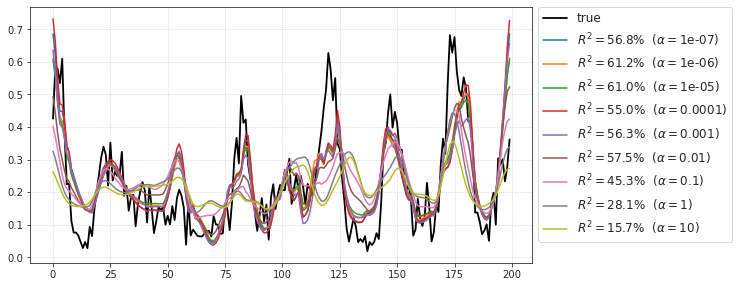 0.7
0.6
0.5
0.4
0.3
0.2
0.1
0.0
0 25 50 75 100 125 150 175 200
true
R² = 56.8% (α = 1e-07)
R² = 61.2% (α = 1e-06)
R² = 61.0% (α = 1e-05)
R² = 55.0% (α = 0.0001)
R² = 56.3% (α = 0.001)
R² = 57.5% (α = 0.01)
R² = 45.3% (α = 0.1)
R² = 28.1% (α = 1)
R² = 15.7% (α = 10)